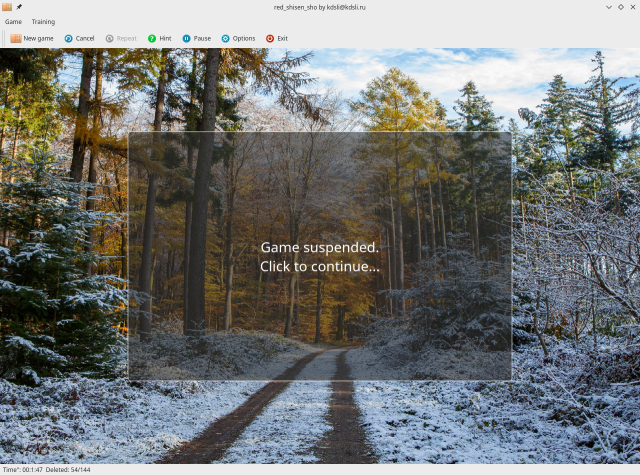 red_shisen_sho by kdsli@kdsli.ru
Game Training
New game Cancel Repeat Hint Pause Options Exit
Game suspended.
Click to continue...
Time": 00:1:47 Deleted: 54/144